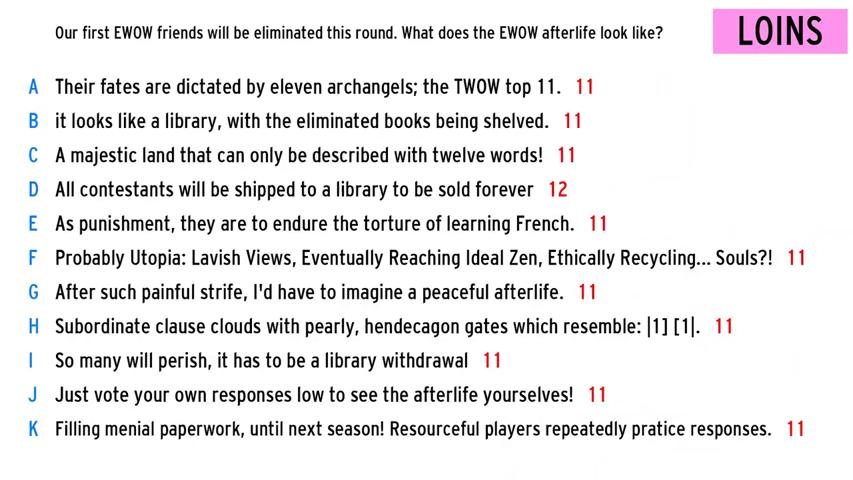 Our first EWOW friends will be eliminated this round. What does the EWOW afterlife look like?
LOINS
A Their fates are dictated by eleven archangels; the TWOW top 11. 11
B it looks like a library, with the eliminated books being shelved. 11
C A majestic land that can only be described with twelve words! 11
D All contestants will be shipped to a library to be sold forever 12
E As punishment, they are to endure the torture of learning French. 11
F Probably Utopia: Lavish Views, Eventually Reaching Ideal Zen, Ethically Recycling... Souls?! 11
G After such painful strife, I'd have to imagine a peaceful afterlife. 11
H Subordinate clause clouds with pearly, hendecagon gates which resemble: |1] [1|. 11
I So many will perish, it has to be a library withdrawal 11
J Just vote your own responses low to see the afterlife yourselves! 11
K Filling menial paperwork, until next season! Resourceful players repeatedly pratice responses. 11